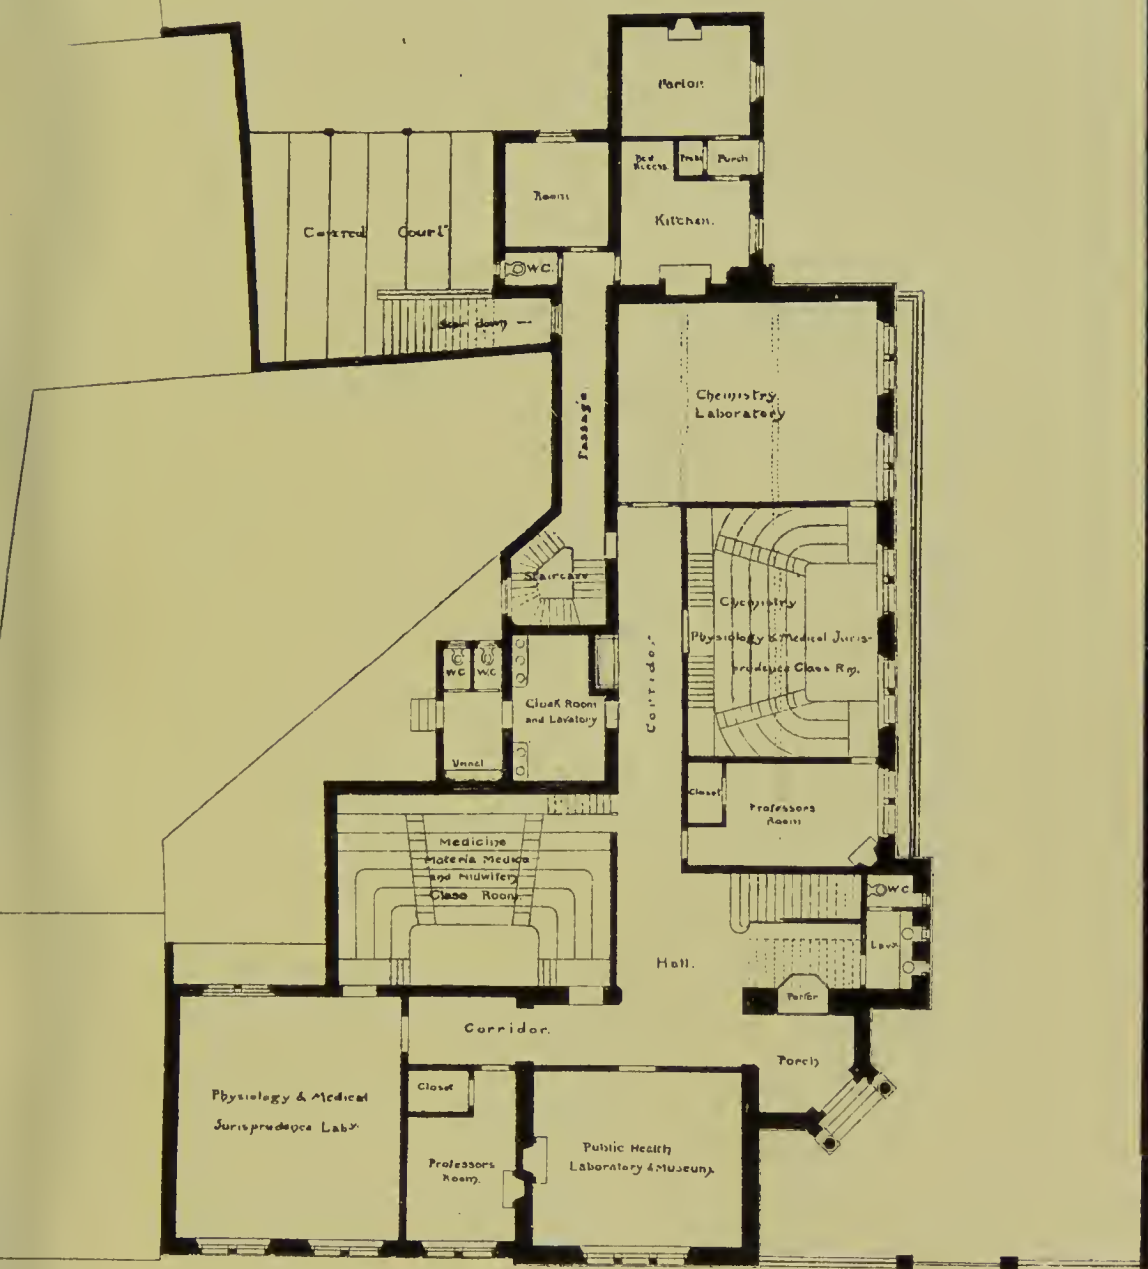 Parlor.
Bed
Recess.
Press
Porch
Room
Kitchen.
W.C.
Covered Court
Stair down
Passage.
Chemistry
Laboratory
Staircase
Chemistry
Physiology & Medical Juris-
prudence Class Rm.
Corridor.
W.C.
W.C.
Cloak Room
and Lavatory
Urinal
Closet
Professors
Room
Medicine
Materia Medica
and Midwifery
Class Room.
W.C.
Lavy.
Hall.
Porter
Corridor.
Porch
Closet
Physiology & Medical
Jurisprudence Laby.
Professors
Room.
Public Health
Laboratory & Museum.